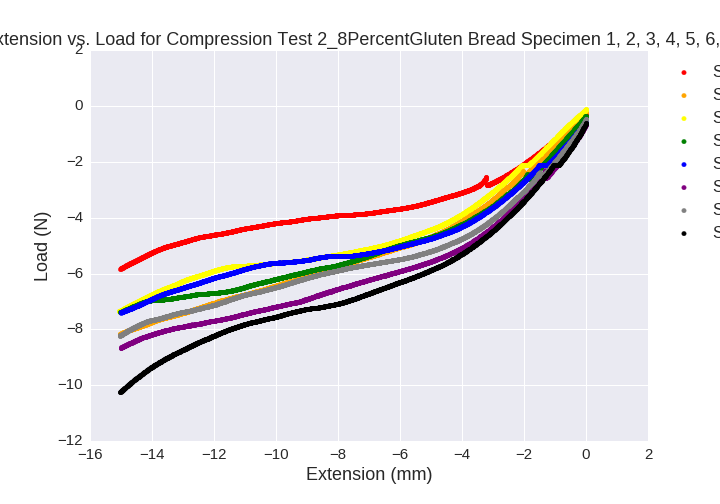 xtension vs. Load for Compression Test 2_8PercentGluten Bread Specimen 1, 2, 3, 4, 5, 6,
2
0
−2
−4
−6
−8
−10
−12
Load (N)
−16 −14 −12 −10 −8 −6 −4 −2 0 2
Extension (mm)
S
S
S
S
S
S
S
S